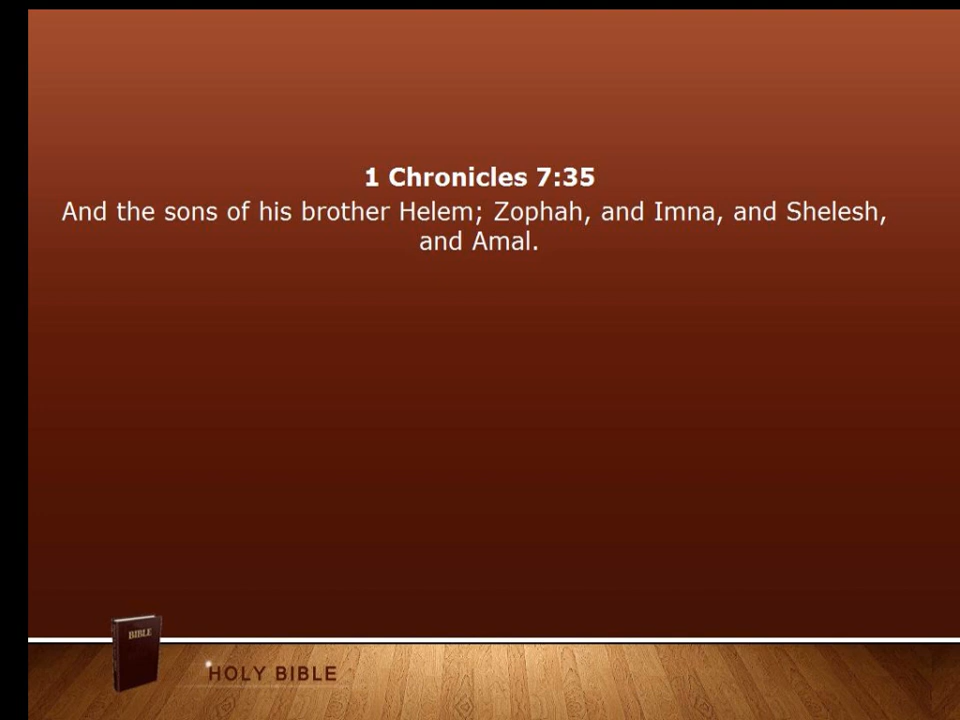 1 Chronicles 7:35
And the sons of his brother Helem; Zophah, and Imna, and Shelesh,
and Amal.
BIBLE
HOLY BIBLE